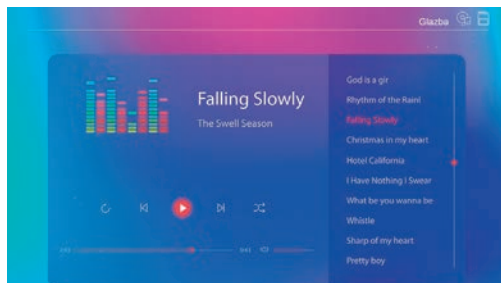 Glazba
Falling Slowly
The Swell Season
God is a gir
Rhythm of the Rainl
Falling Slowly
Christmas in my heart
Hotel California
I Have Nothing I Swear
What be you wanna be
Whistle
Sharp of my heart
Pretty boy